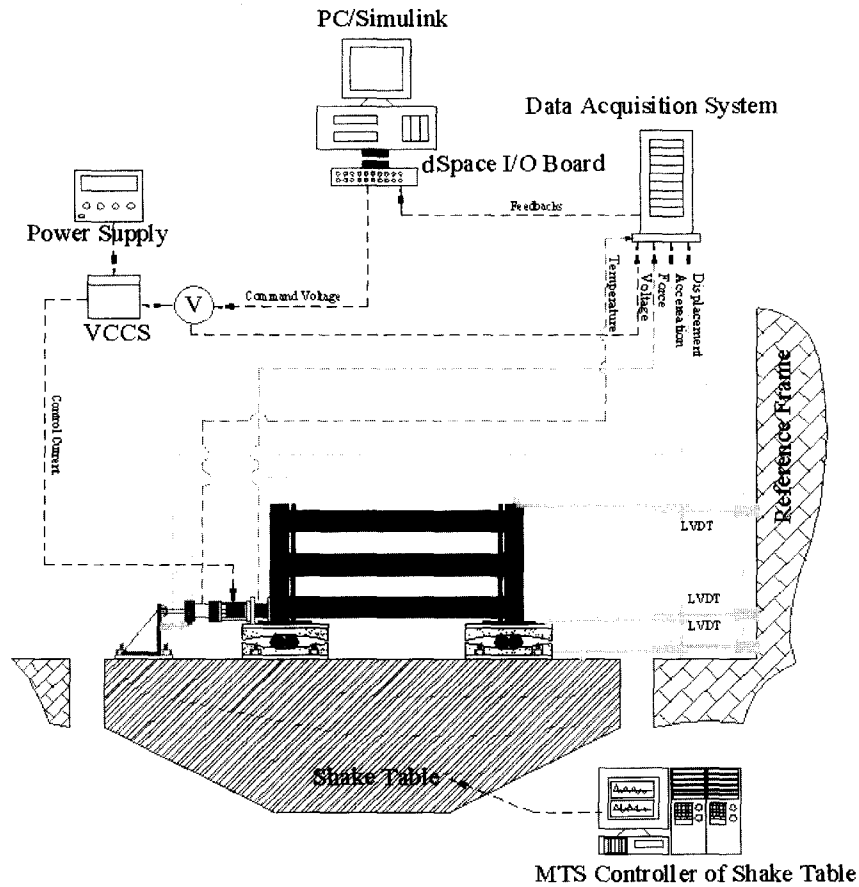 PC/Simulink
Data Acquisition System
dSpace I/O Board
Feedbacks
Power Supply
Command Voltage
V
VCCS
Temperature
Voltage
Force
Acceration
Displacement
Control Current
Reference Frame
LVDT
LVDT
LVDT
Shake Table
MTS Controller of Shake Table